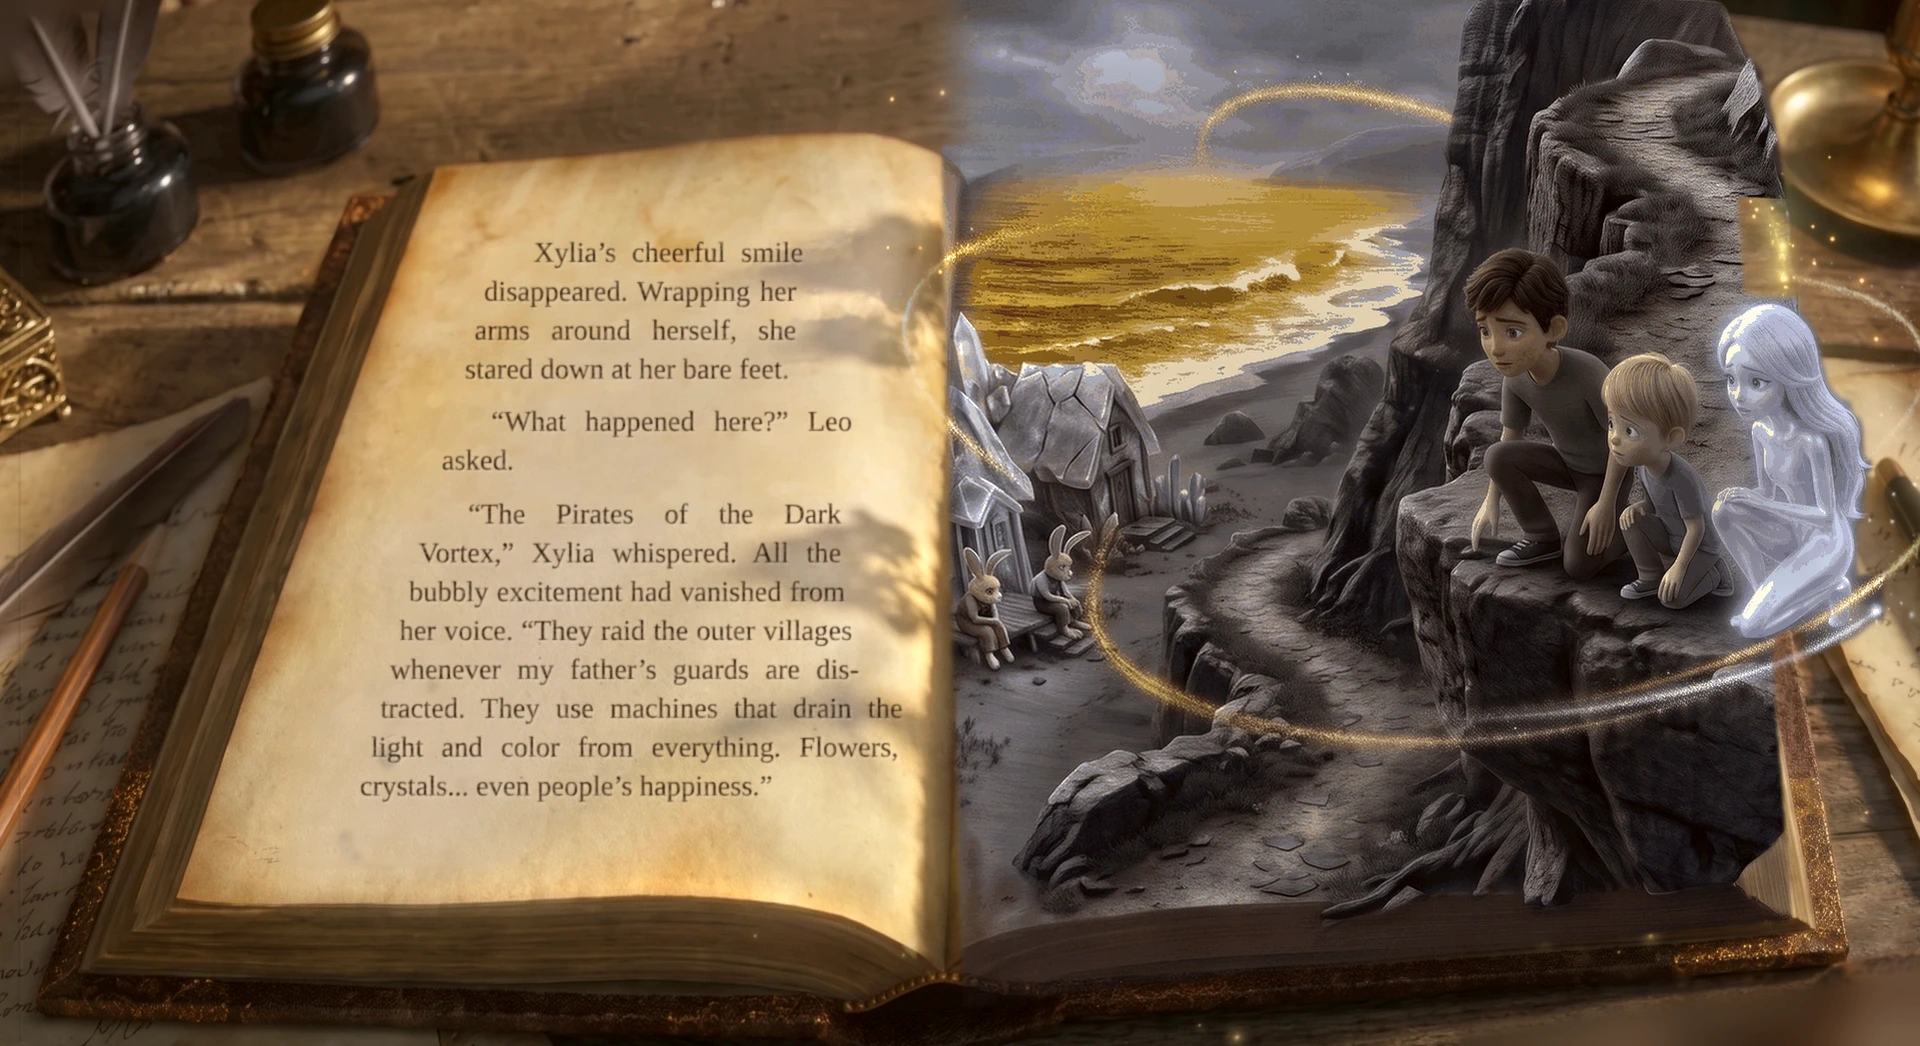 Xylia’s cheerful smile
disappeared. Wrapping her
arms around herself, she
stared down at her bare feet.
“What happened here?” Leo
asked.
“The Pirates of the Dark
Vortex,” Xylia whispered. All the
bubbly excitement had vanished from
her voice. “They raid the outer villages
whenever my father’s guards are dis-
tracted. They use machines that drain the
light and color from everything. Flowers,
crystals... even people’s happiness.”